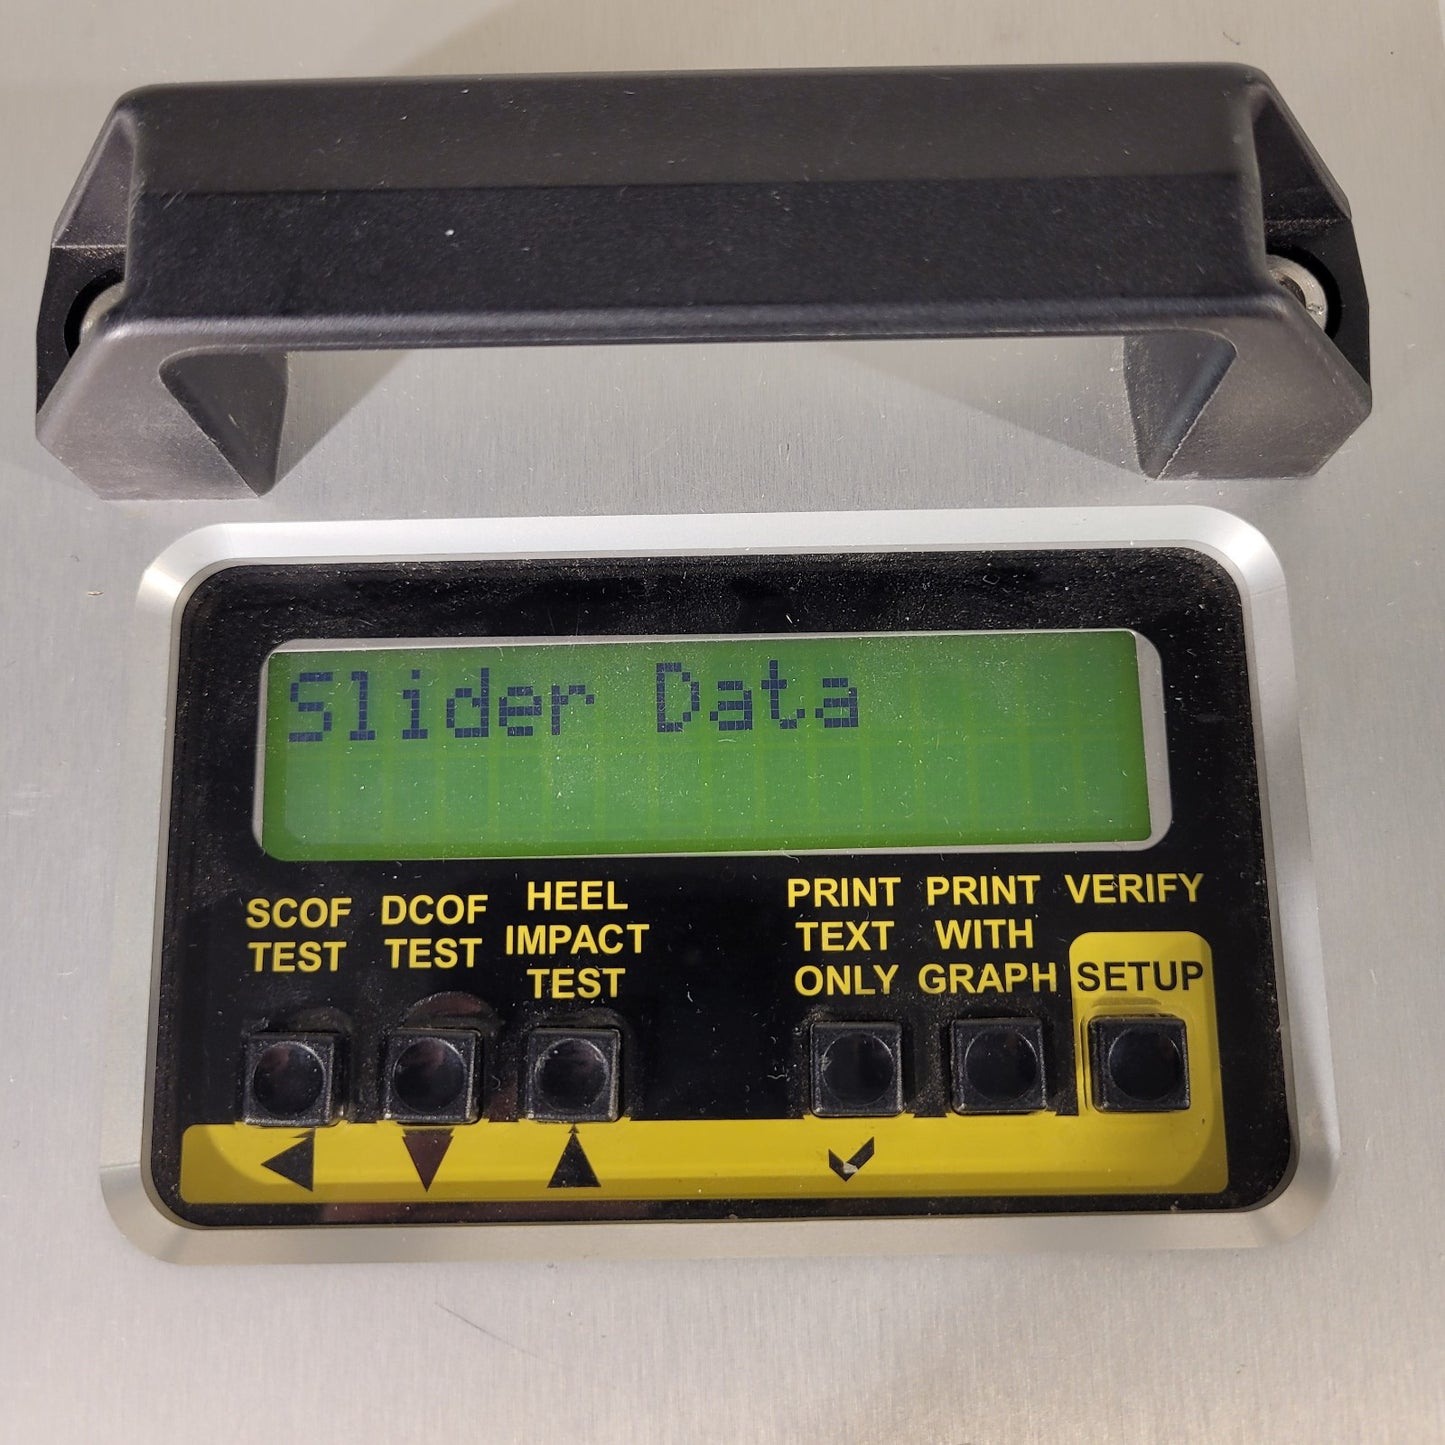 Slider Data
SCOF
TEST
DCOF
TEST
HEEL
IMPACT
TEST
PRINT
TEXT
ONLY
PRINT
WITH
GRAPH
VERIFY
SETUP